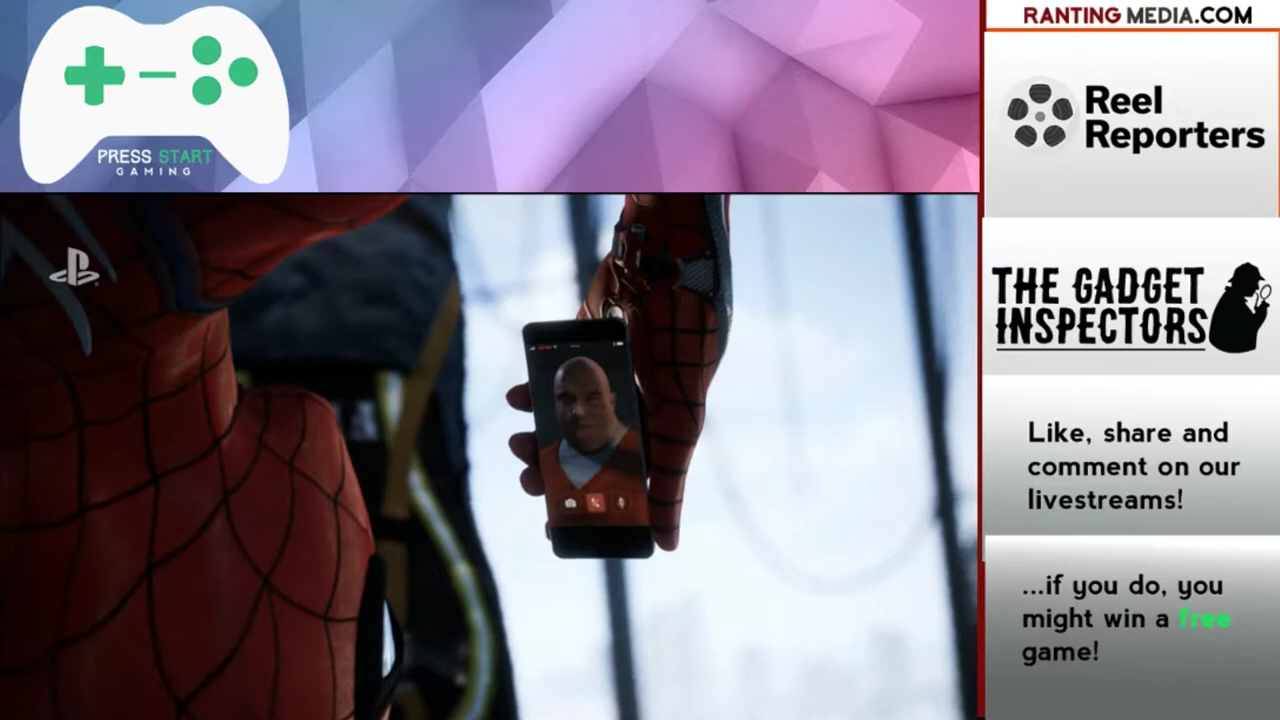 RANTING MEDIA.COM
PRESS START
GAMING
Reel
Reporters
THE GADGET
INSPECTORS
Like, share and
comment on our
livestreams!
...if you do, you
might win a free
game!